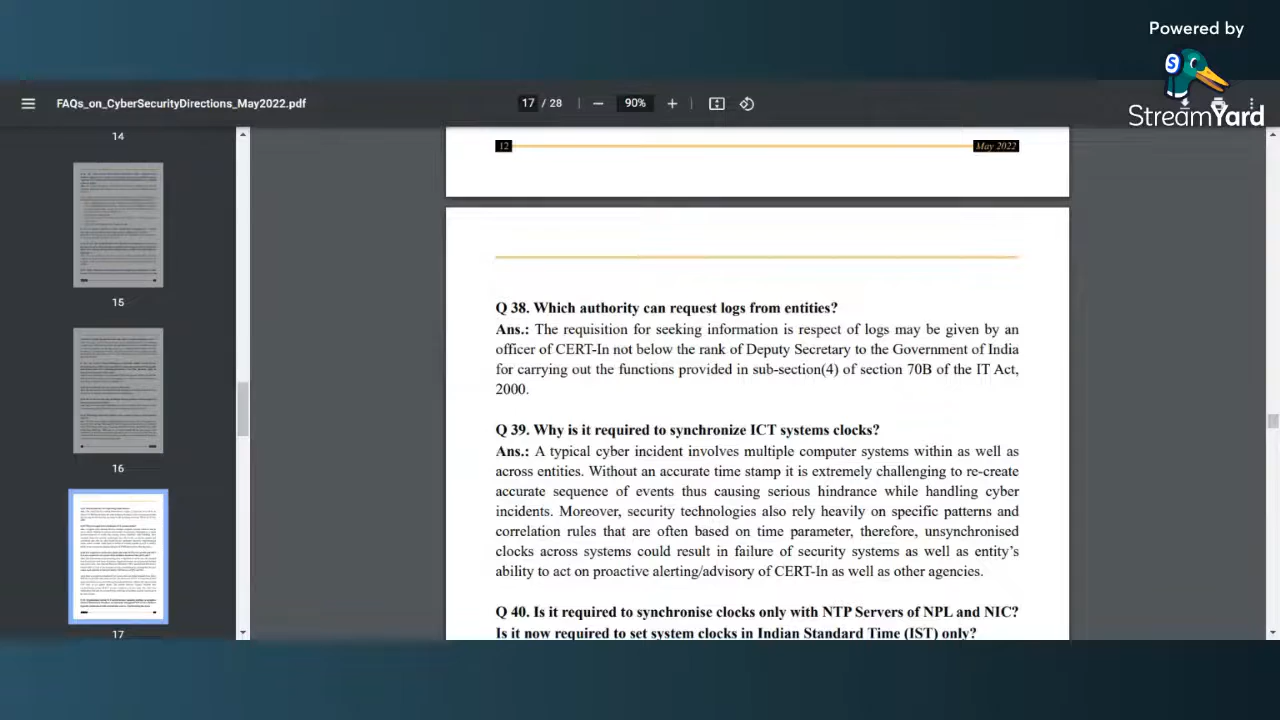 Powered by
StreamYard
FAQs_on_CyberSecurityDirections_May2022.pdf
17 / 28
90%
14
15
16
17
12
May 2022
Q 38. Which authority can request logs from entities?
Ans.: The requisition for seeking information is respect of logs may be given by an
officer of CERT-In not below the rank of Deputy Secretary to the Government of India
for carrying out the functions provided in sub-section(4) of section 70B of the IT Act,
2000.
Q 39. Why is it required to synchronize ICT systems clocks?
Ans.: A typical cyber incident involves multiple computer systems within as well as
across entities. Without an accurate time stamp it is extremely challenging to re-create
accurate sequence of events thus causing serious hindrance while handling cyber
incidents. Moreover, security technologies also rely heavily on specific patterns and
correlation rules that are often based on time parameter, therefore, unsynchronised
clocks across systems could result in failure of security systems as well as entity's
ability to act on proactive alerting/advisory of CERT-In as well as other agencies.
Q 40. Is it required to synchronise clocks only with NTP Servers of NPL and NIC?
Is it now required to set system clocks in Indian Standard Time (IST) only?